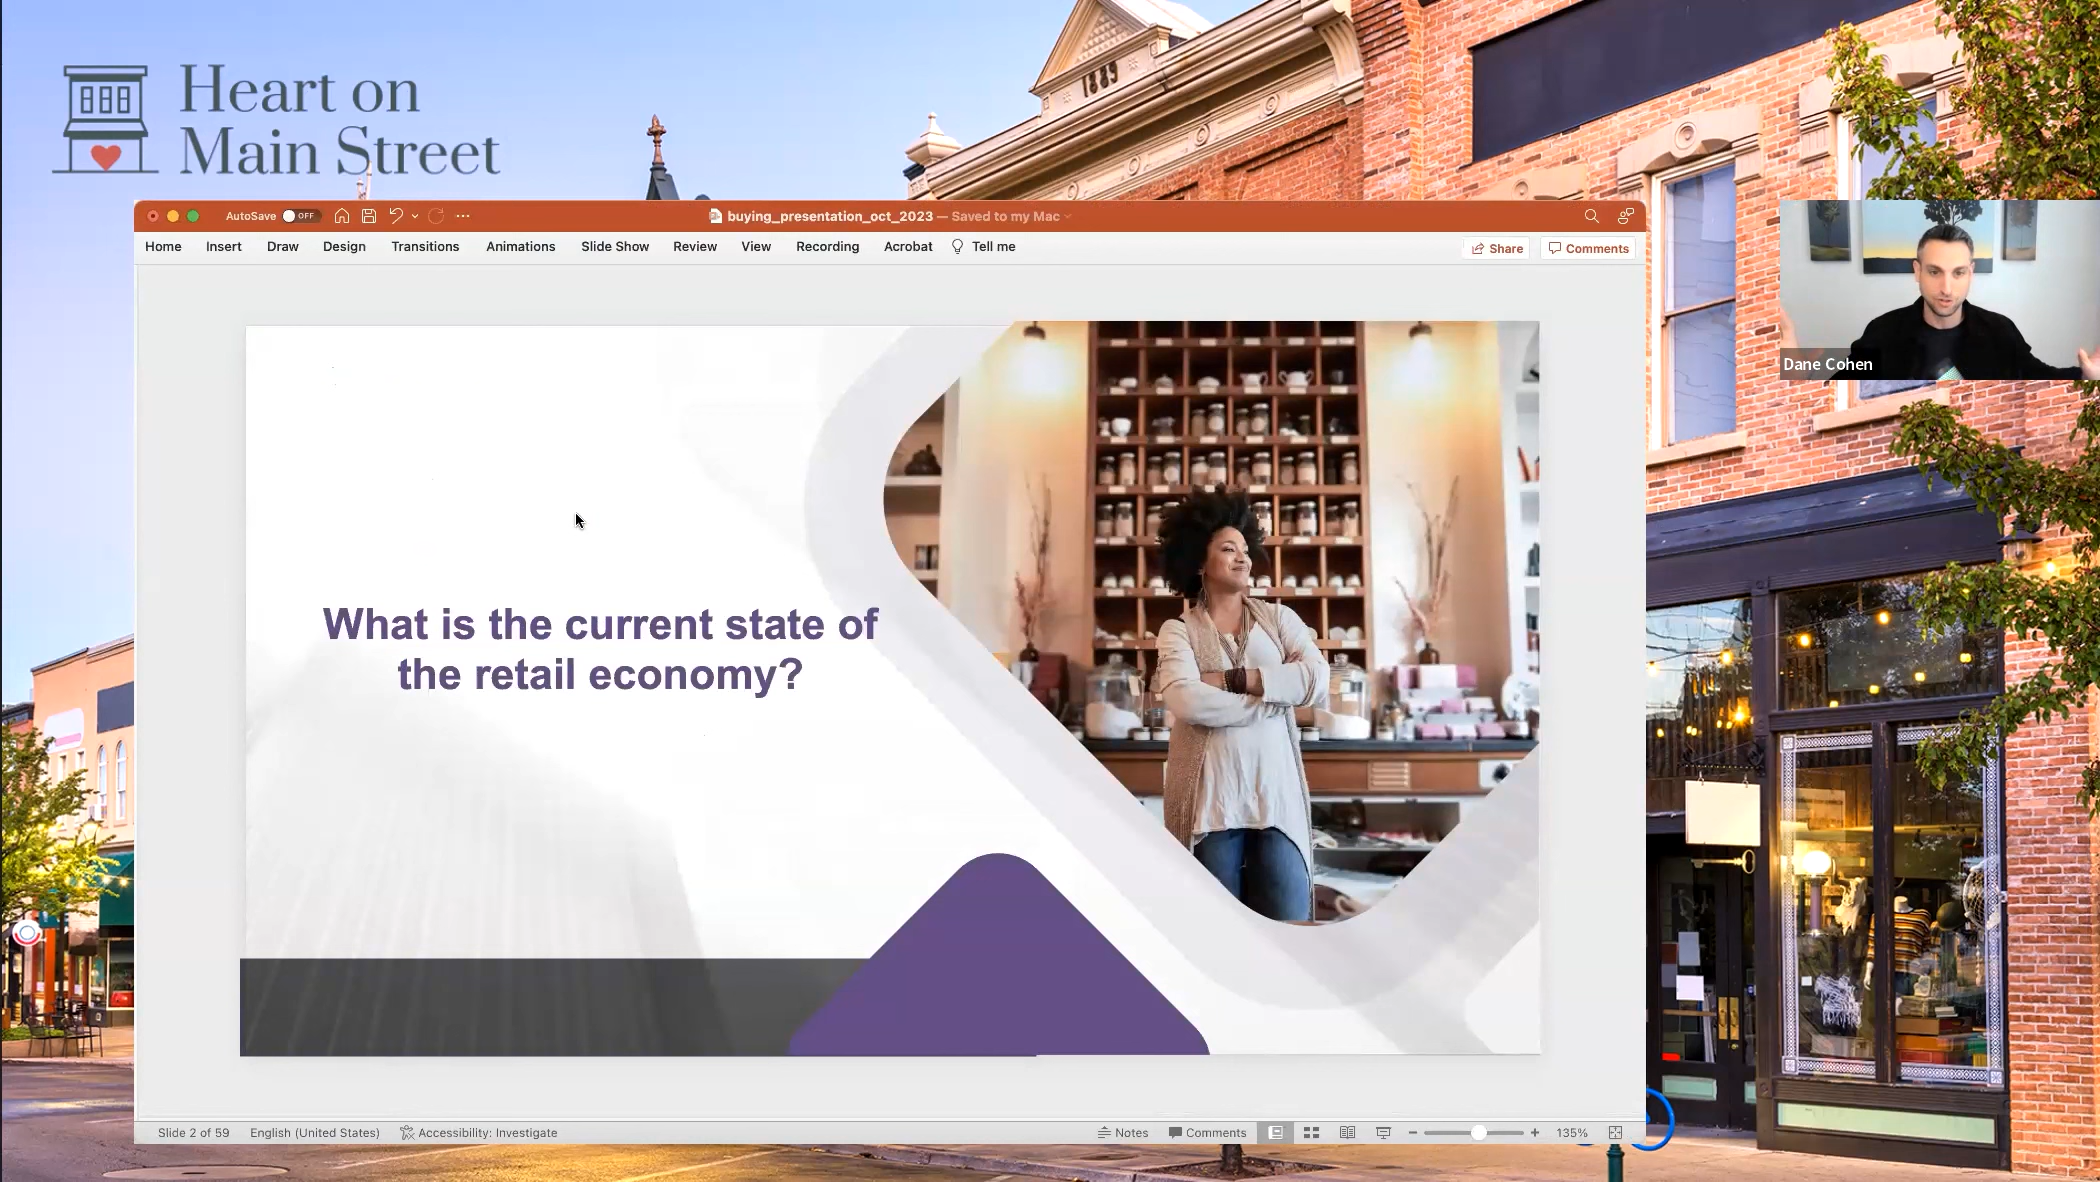 Heart on
Main Street
1889
AutoSave OFF
buying_presentation_oct_2023 — Saved to my Mac
Home Insert Draw Design Transitions Animations Slide Show Review View Recording Acrobat Tell me
Share Comments
Dane Cohen
What is the current state of
the retail economy?
Slide 2 of 59 English (United States) Accessibility: Investigate Notes Comments 135%